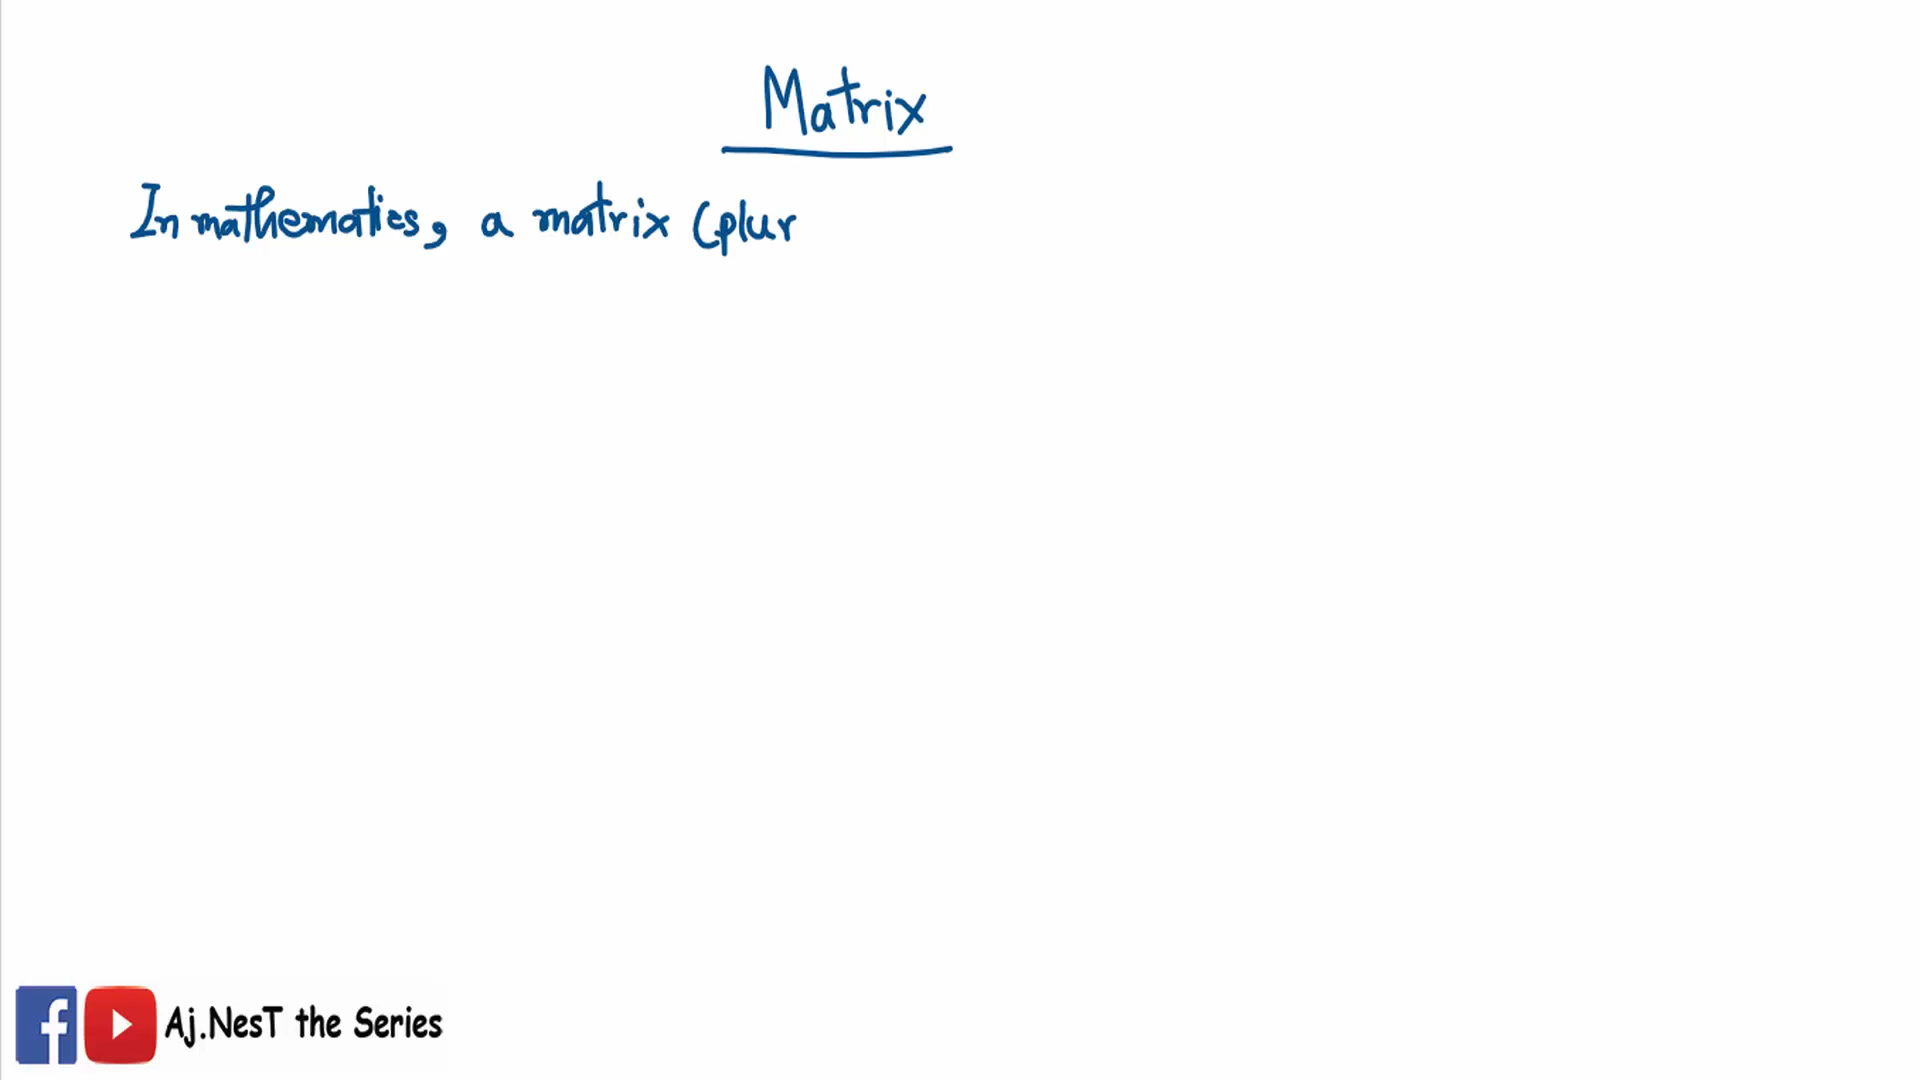 Matrix
In mathematics, a matrix (plur
Aj.NesT the Series